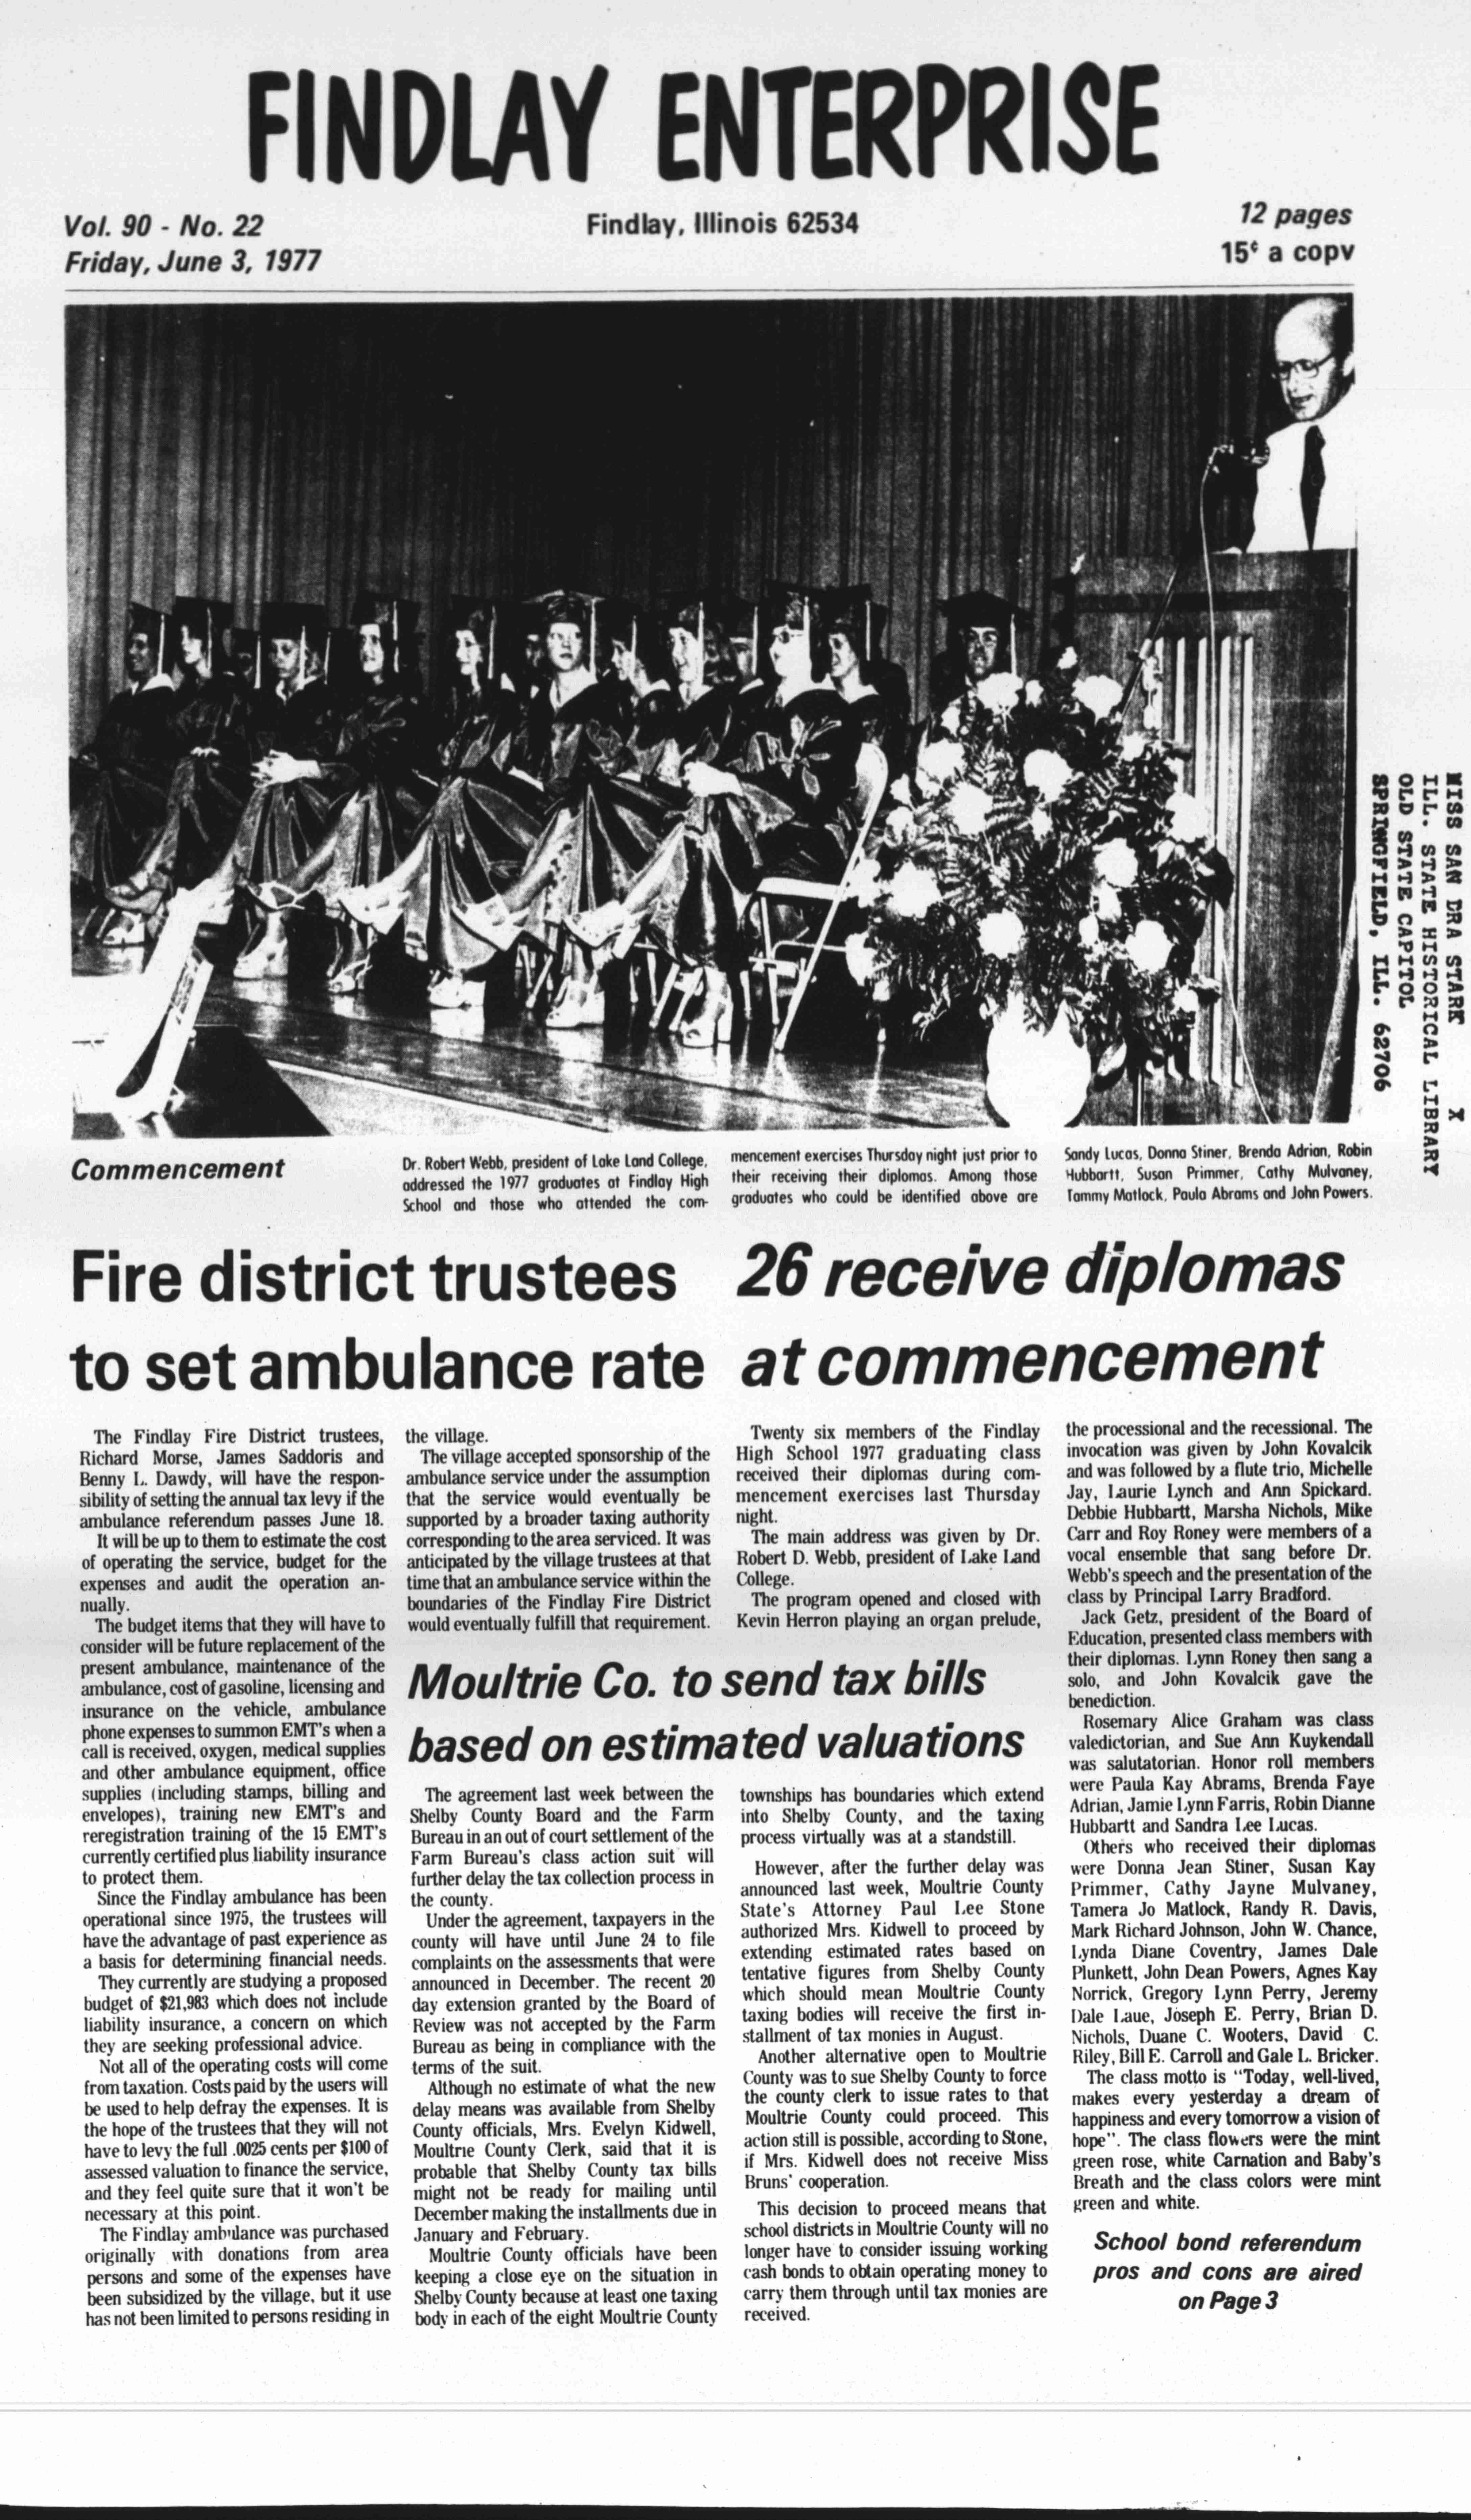 FINDLAY ENTERPRISE
Vol. 90 - No. 22
Friday, June 3, 1977
Findlay, Illinois 62534
12 pages
15¢ a copy
MISS SAN DRA STARK X
ILL. STATE HISTORICAL LIBRARY
OLD STATE CAPITOL
SPRINGFIELD, ILL. 62706
Commencement
Dr. Robert Webb, president of Lake Land College,
addressed the 1977 graduates at Findlay High
School and those who attended the com-
mencement exercises Thursday night just prior to
their receiving their diplomas. Among those
graduates who could be identified above are
Sandy Lucas, Donna Stiner, Brenda Adrian, Robin
Hubbartt, Susan Primmer, Cathy Mulvaney,
Tammy Matlock, Paula Abrams and John Powers.
Fire district trustees
to set ambulance rate
The Findlay Fire District trustees,
Richard Morse, James Saddoris and
Benny L. Dawdy, will have the respon-
sibility of setting the annual tax levy if the
ambulance referendum passes June 18.
It will be up to them to estimate the cost
of operating the service, budget for the
expenses and audit the operation an-
nually.
The budget items that they will have to
consider will be future replacement of the
present ambulance, maintenance of the
ambulance, cost of gasoline, licensing and
insurance on the vehicle, ambulance
phone expenses to summon EMT's when a
call is received, oxygen, medical supplies
and other ambulance equipment, office
supplies (including stamps, billing and
envelopes), training new EMT's and
reregistration training of the 15 EMT's
currently certified plus liability insurance
to protect them.
Since the Findlay ambulance has been
operational since 1975, the trustees will
have the advantage of past experience as
a basis for determining financial needs.
They currently are studying a proposed
budget of $21,983 which does not include
liability insurance, a concern on which
they are seeking professional advice.
Not all of the operating costs will come
from taxation. Costs paid by the users will
be used to help defray the expenses. It is
the hope of the trustees that they will not
have to levy the full .0025 cents per $100 of
assessed valuation to finance the service,
and they feel quite sure that it won't be
necessary at this point.
The Findlay ambulance was purchased
originally with donations from area
persons and some of the expenses have
been subsidized by the village, but it use
has not been limited to persons residing in
the village.
The village accepted sponsorship of the
ambulance service under the assumption
that the service would eventually be
supported by a broader taxing authority
corresponding to the area serviced. It was
anticipated by the village trustees at that
time that an ambulance service within the
boundaries of the Findlay Fire District
would eventually fulfill that requirement.
Moultrie Co. to send tax bills
based on estimated valuations
The agreement last week between the
Shelby County Board and the Farm
Bureau in an out of court settlement of the
Farm Bureau's class action suit will
further delay the tax collection process in
the county.
Under the agreement, taxpayers in the
county will have until June 24 to file
complaints on the assessments that were
announced in December. The recent 20
day extension granted by the Board of
Review was not accepted by the Farm
Bureau as being in compliance with the
terms of the suit.
Although no estimate of what the new
delay means was available from Shelby
County officials, Mrs. Evelyn Kidwell,
Moultrie County Clerk, said that it is
probable that Shelby County tax bills
might not be ready for mailing until
December making the installments due in
January and February.
Moultrie County officials have been
keeping a close eye on the situation in
Shelby County because at least one taxing
body in each of the eight Moultrie County
townships has boundaries which extend
into Shelby County, and the taxing
process virtually was at a standstill.
However, after the further delay was
announced last week, Moultrie County
State's Attorney Paul Lee Stone
authorized Mrs. Kidwell to proceed by
extending estimated rates based on
tentative figures from Shelby County
which should mean Moultrie County
taxing bodies will receive the first in-
stallment of tax monies in August.
Another alternative open to Moultrie
County was to sue Shelby County to force
the county clerk to issue rates to that
Moultrie County could proceed. This
action still is possible, according to Stone,
if Mrs. Kidwell does not receive Miss
Bruns' cooperation.
This decision to proceed means that
school districts in Moultrie County will no
longer have to consider issuing working
cash bonds to obtain operating money to
carry them through until tax monies are
received.
26 receive diplomas
at commencement
Twenty six members of the Findlay
High School 1977 graduating class
received their diplomas during com-
mencement exercises last Thursday
night.
The main address was given by Dr.
Robert D. Webb, president of Lake Land
College.
The program opened and closed with
Kevin Herron playing an organ prelude,
the processional and the recessional. The
invocation was given by John Kovalcik
and was followed by a flute trio, Michelle
Jay, Laurie Lynch and Ann Spickard.
Debbie Hubbartt, Marsha Nichols, Mike
Carr and Roy Roney were members of a
vocal ensemble that sang before Dr.
Webb's speech and the presentation of the
class by Principal Larry Bradford.
Jack Getz, president of the Board of
Education, presented class members with
their diplomas. Lynn Roney then sang a
solo, and John Kovalcik gave the
benediction.
Rosemary Alice Graham was class
valedictorian, and Sue Ann Kuykendall
was salutatorian. Honor roll members
were Paula Kay Abrams, Brenda Faye
Adrian, Jamie Lynn Farris, Robin Dianne
Hubbartt and Sandra Lee Lucas.
Others who received their diplomas
were Donna Jean Stiner, Susan Kay
Primmer, Cathy Jayne Mulvaney,
Tamera Jo Matlock, Randy R. Davis,
Mark Richard Johnson, John W. Chance,
Lynda Diane Coventry, James Dale
Plunkett, John Dean Powers, Agnes Kay
Norrick, Gregory Lynn Perry, Jeremy
Dale Laue, Joseph E. Perry, Brian D.
Nichols, Duane C. Wooters, David C.
Riley, Bill E. Carroll and Gale L. Bricker.
The class motto is "Today, well-lived,
makes every yesterday a dream of
happiness and every tomorrow a vision of
hope". The class flowers were the mint
green rose, white Carnation and Baby's
Breath and the class colors were mint
green and white.
School bond referendum
pros and cons are aired
on Page 3